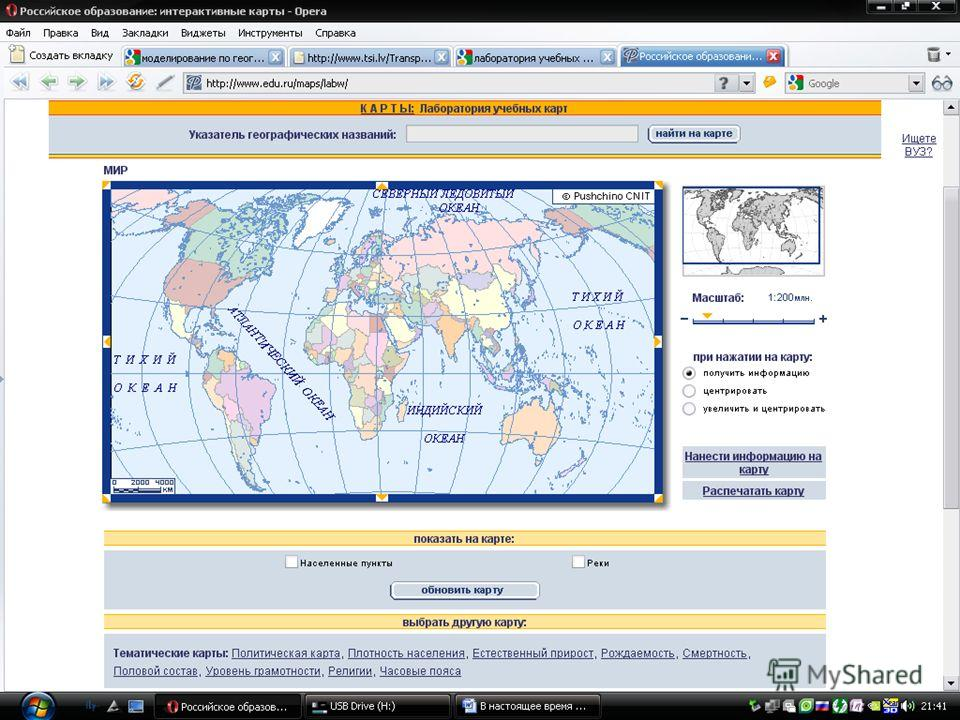 Российское образование: интерактивные карты - Opera
Файл Правка Вид Закладки Виджеты Инструменты Справка
Создать вкладку моделирование по геог... http://www.tsi.lv/Transp... лаборатория учебных ... Российское образовани...
http://www.edu.ru/maps/labw/ ? Google
К А Р Т Ы: Лаборатория учебных карт
Указатель географических названий: найти на карте
Ищете
ВУЗ?
МИР
СЕВЕРНЫЙ ЛЕДОВИТЫЙ
ОКЕАН
© Pushchino CNIT
ТИХИЙ
ОКЕАН
АТЛАНТИЧЕСКИЙ ОКЕАН
ТИХИЙ
ОКЕАН
ИНДИЙСКИЙ
ОКЕАН
0 2000 4000
КМ
Масштаб: 1:200млн.
– +
при нажатии на карту:
получить информацию
центрировать
увеличить и центрировать
Нанести информацию на
карту
Распечатать карту
показать на карте:
Населенные пункты Реки
обновить карту
выбрать другую карту:
Тематические карты: Политическая карта, Плотность населения, Естественный прирост, Рождаемость, Смертность,
Половой состав, Уровень грамотности, Религии, Часовые пояса
MyShared
Российское образов... USB Drive (H:) В настоящее время ... 21:41